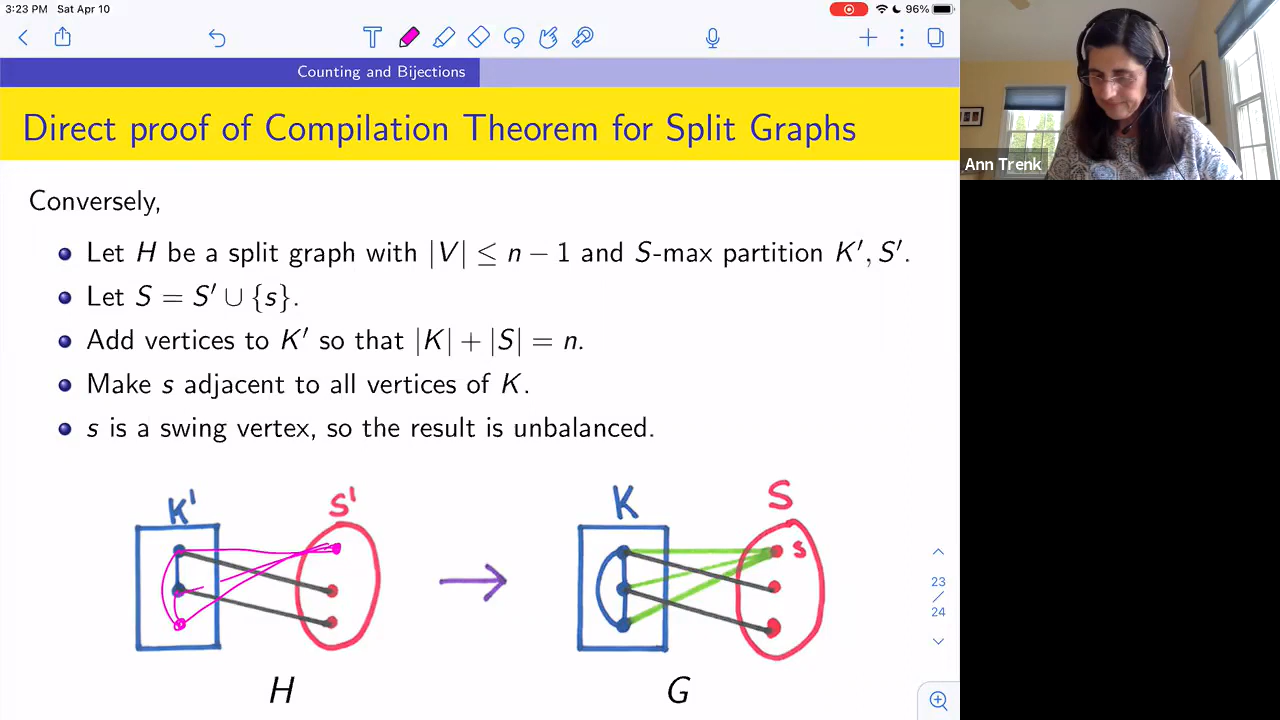 3:23 PM Sat Apr 10
96%
Counting and Bijections
Direct proof of Compilation Theorem for Split Graphs
Ann Trenk
Conversely,
Let H be a split graph with |V| ≤ n − 1 and S-max partition K′, S′.
Let S = S′ ∪ {s}.
Add vertices to K′ so that |K| + |S| = n.
Make s adjacent to all vertices of K.
s is a swing vertex, so the result is unbalanced.
K' S' K S
s
H G
23
/
24